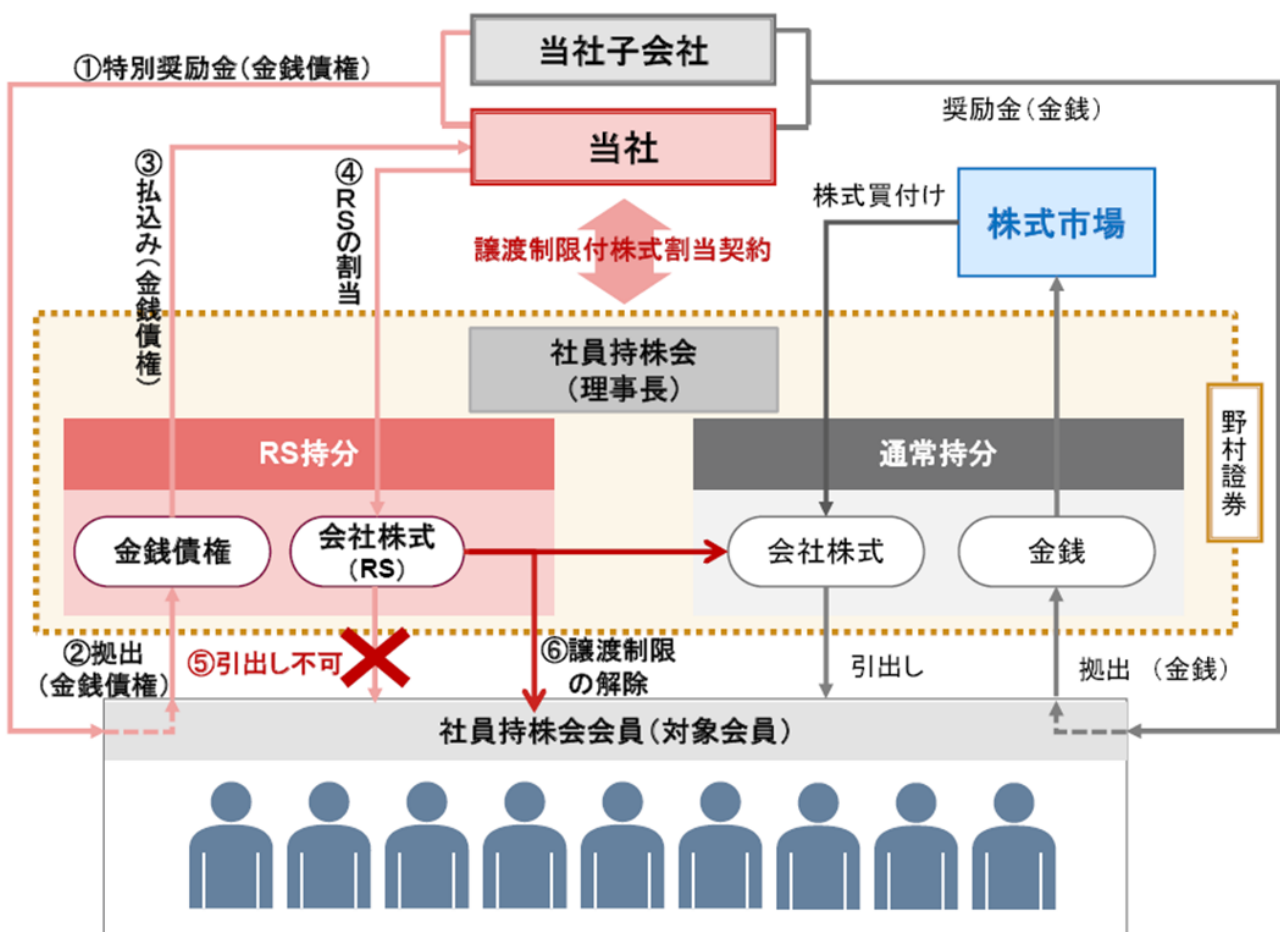 当社子会社
①特別奨励金(金銭債権)
当社
奨励金(金銭)
③払込み(金銭債権)
④RSの割当
株式買付け
株式市場
譲渡制限付株式割当契約
社員持株会
(理事長)
野村證券
RS持分
通常持分
金銭債権
会社株式
(RS)
会社株式
金銭
②拠出
(金銭債権)
⑤引出し不可
⑥譲渡制限
の解除
引出し
拠出 (金銭)
社員持株会会員(対象会員)